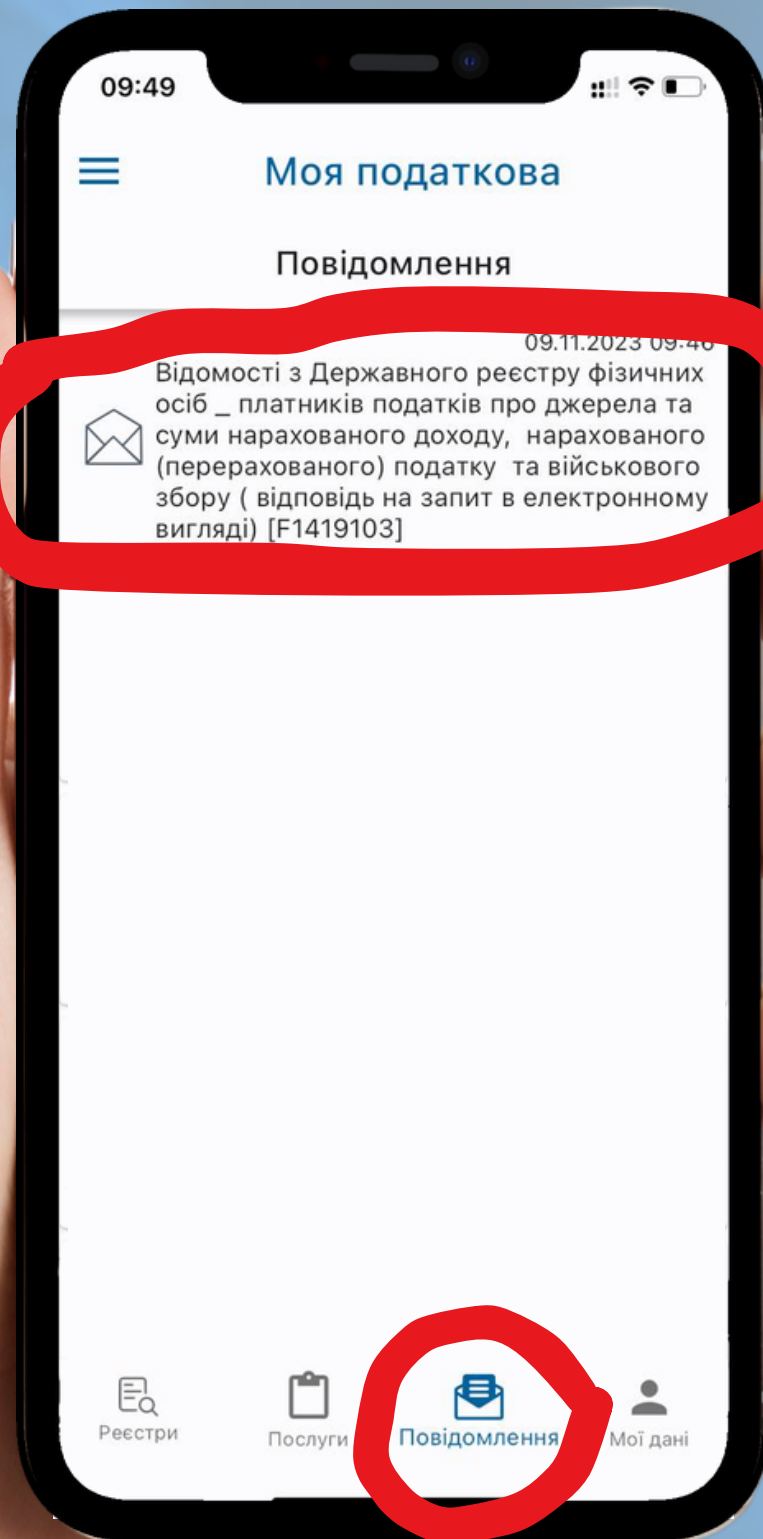 09:49
Моя податкова
Повідомлення
09.11.2023 09:46
Відомості з Державного реєстру фізичних
осіб _ платників податків про джерела та
суми нарахованого доходу, нарахованого
(перерахованого) податку та військового
збору ( відповідь на запит в електронному
вигляді) [F1419103]
Реєстри
Послуги
Повідомлення
Мої дані